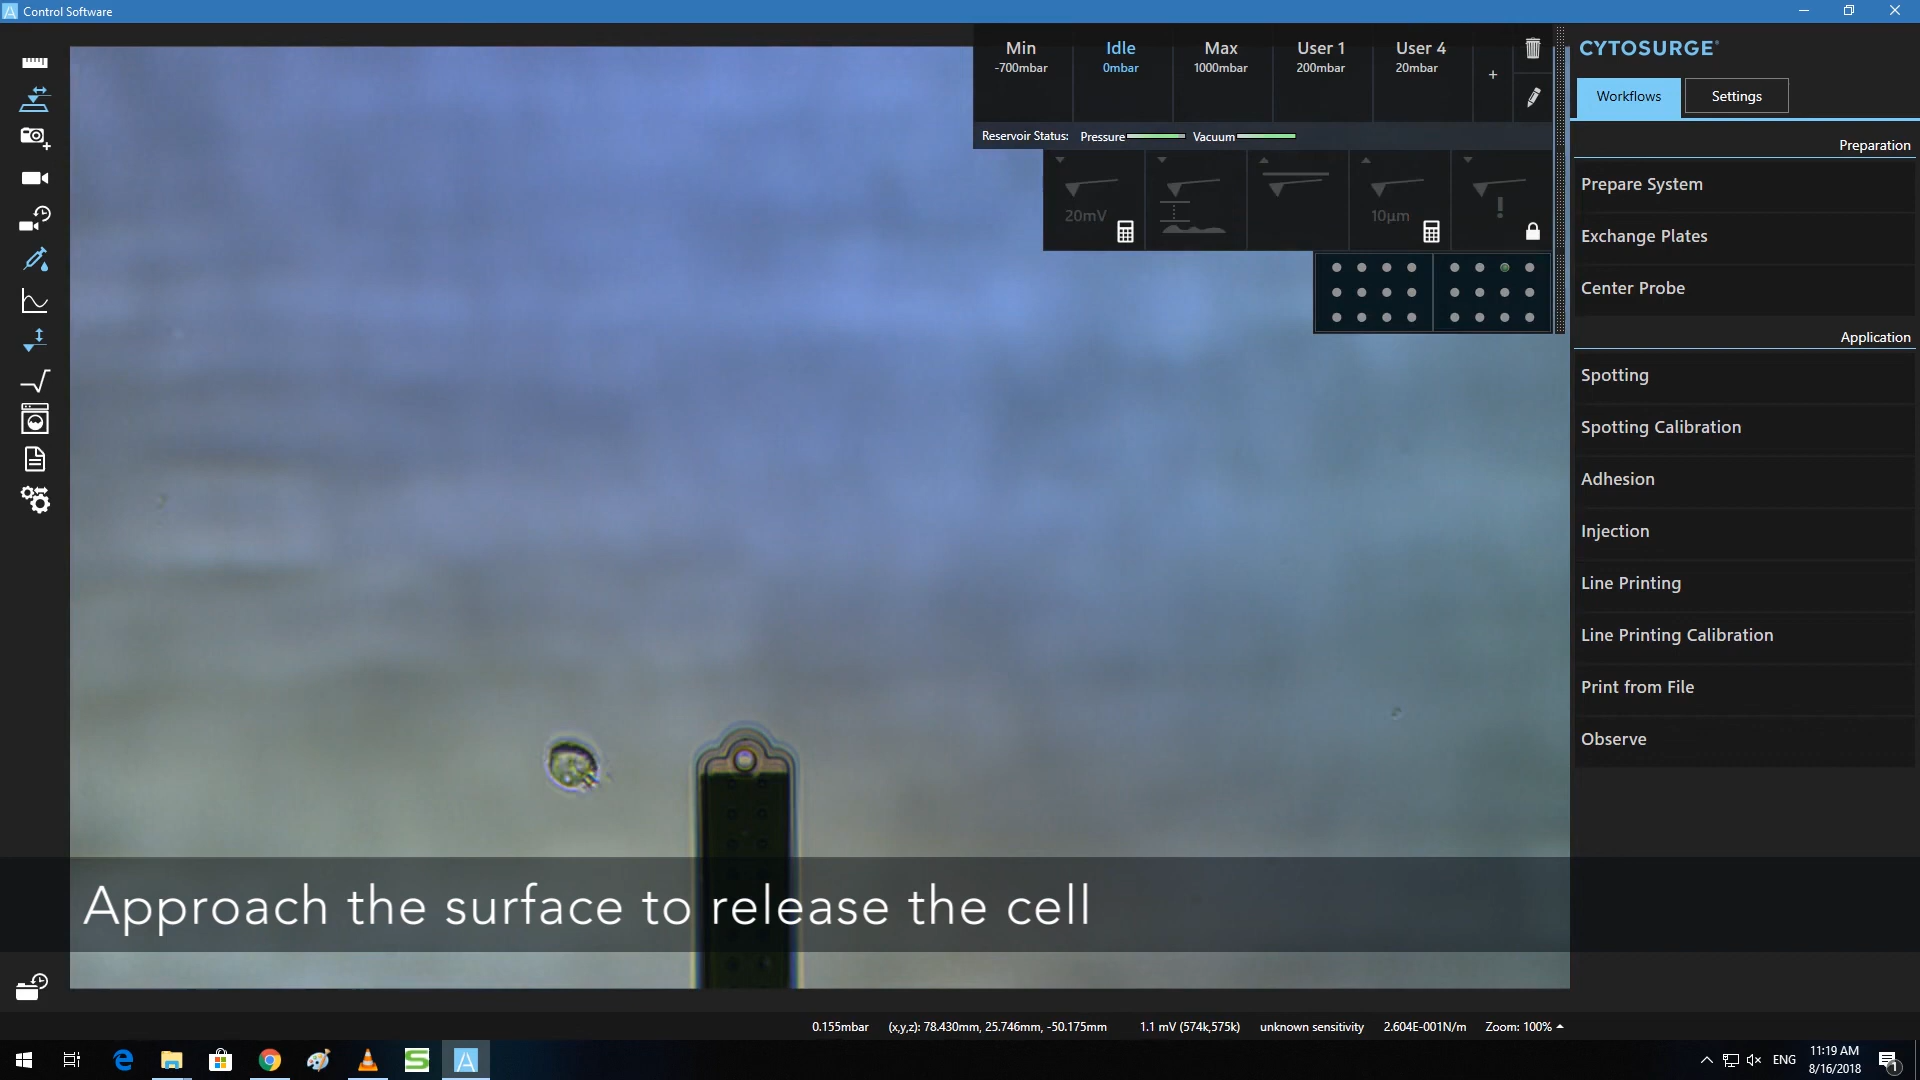 Control Software
Min
-700mbar
Idle
0mbar
Max
1000mbar
User 1
200mbar
User 4
20mbar
+
Reservoir Status: Pressure Vacuum
20mV
10µm
!
CYTOSURGE®
Workflows
Settings
Preparation
Prepare System
Exchange Plates
Center Probe
Application
Spotting
Spotting Calibration
Adhesion
Injection
Line Printing
Line Printing Calibration
Print from File
Observe
Approach the surface to release the cell
0.155mbar (x,y,z): 78.430mm, 25.746mm, -50.175mm 1.1 mV (574k,575k) unknown sensitivity 2.604E-001N/m Zoom: 100%
ENG
11:19 AM
8/16/2018
1